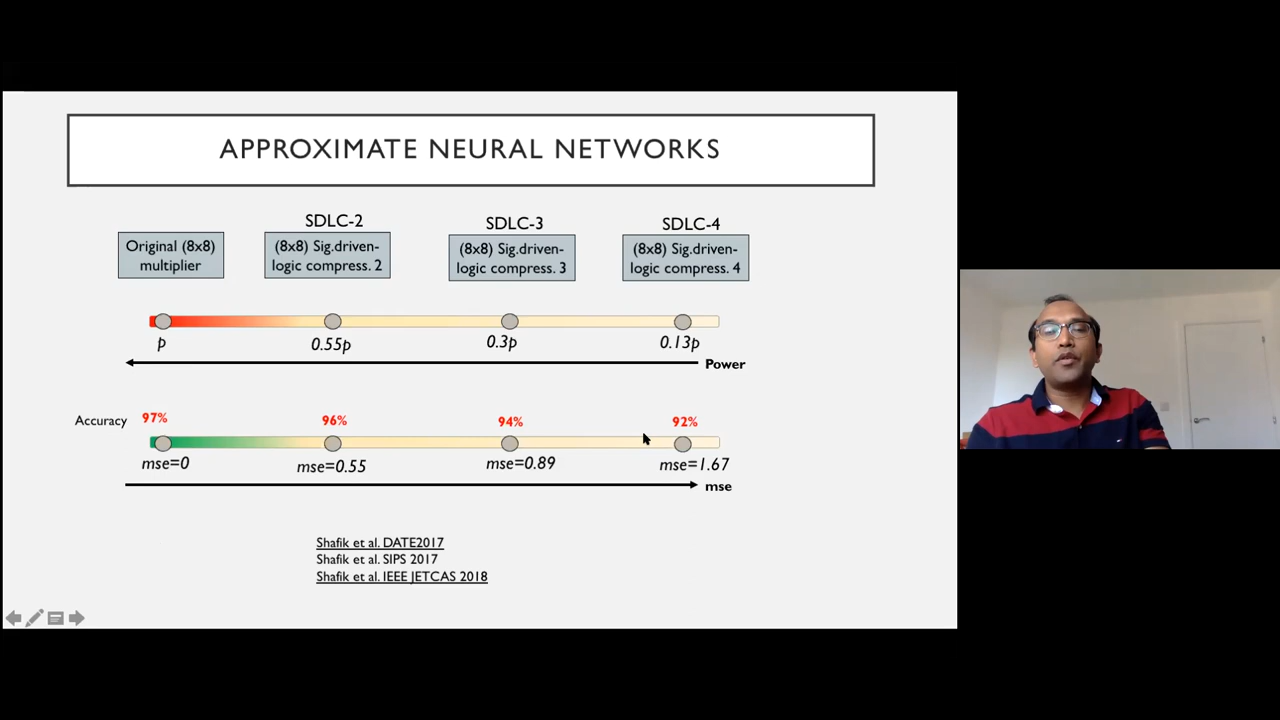 APPROXIMATE NEURAL NETWORKS
SDLC-2
SDLC-3
SDLC-4
Original (8x8)
multiplier
(8x8) Sig.driven-
logic compress. 2
(8x8) Sig.driven-
logic compress. 3
(8x8) Sig.driven-
logic compress. 4
p
0.55p
0.3p
0.13p
Power
Accuracy
97%
96%
94%
92%
mse=0
mse=0.55
mse=0.89
mse=1.67
mse
Shafik et al. DATE2017
Shafik et al. SIPS 2017
Shafik et al. IEEE JETCAS 2018